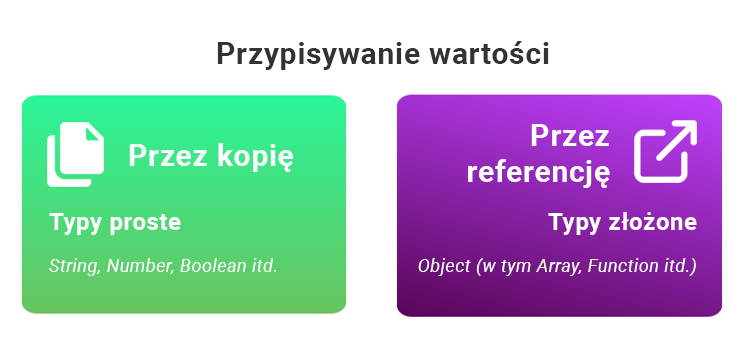 Przypisywanie wartości
Przez kopię
Typy proste
String, Number, Boolean itd.
Przez
referencję
Typy złożone
Object (w tym Array, Function itd.)